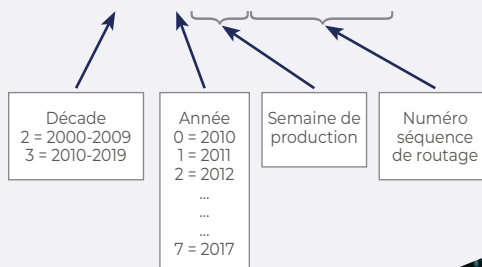 Décade
2 = 2000-2009
3 = 2010-2019
Année
0 = 2010
1 = 2011
2 = 2012
...
...
...
7 = 2017
Semaine de
production
Numéro
séquence
de routage